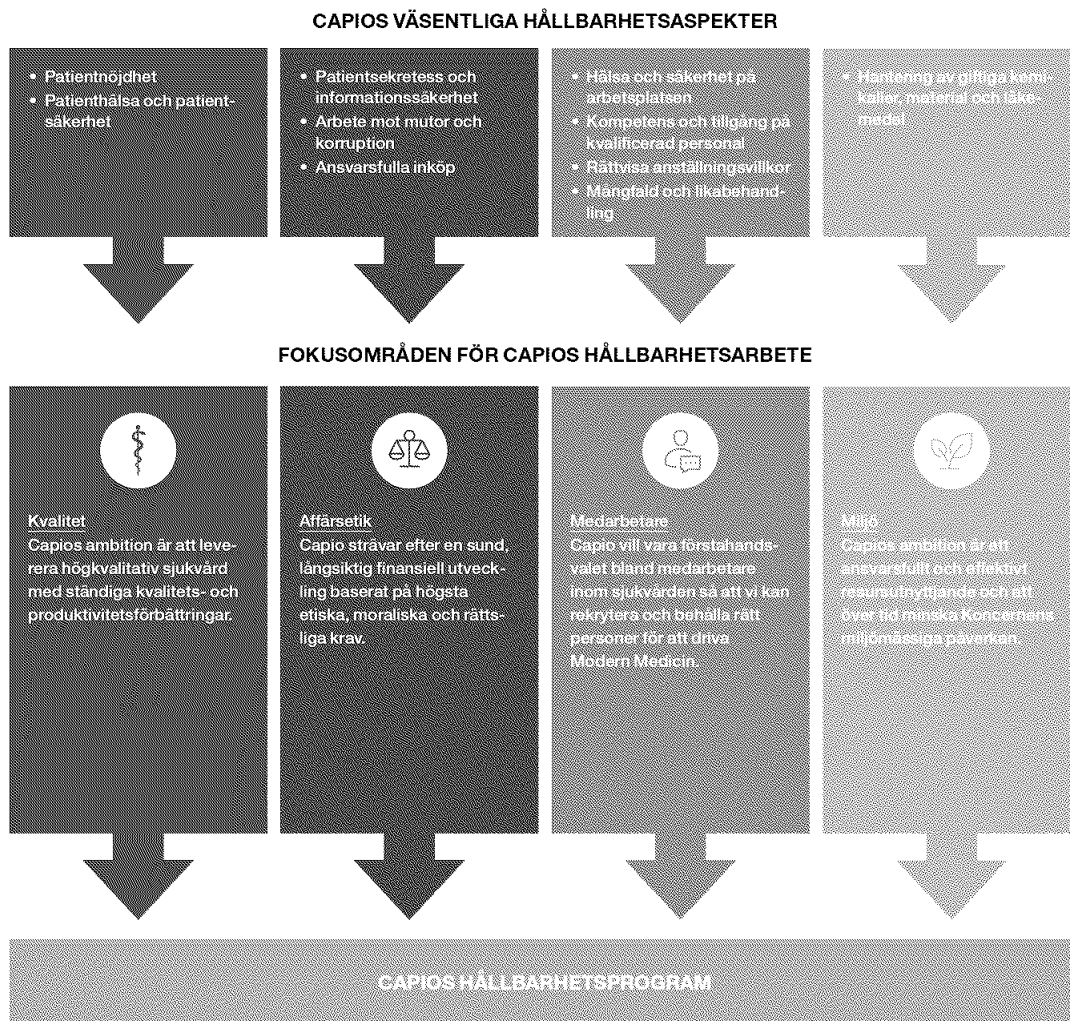 CAPIOS VÄSENTLIGA HÅLLBARHETSASPEKTER
• Patientnöjdhet
• Patienthälsa och patient-
säkerhet
• Patientsekretess och
informationssäkerhet
• Arbete mot mutor och
korruption
• Ansvarsfulla inköp
• Hälsa och säkerhet på
arbetsplatsen
• Kompetens och tillgång på
kvalificerad personal
• Rättvisa anställningsvillkor
• Mångfald och likabehand-
ling
• Hantering av giftiga kemi-
kalier, material och läke-
medel
FOKUSOMRÅDEN FÖR CAPIOS HÅLLBARHETSARBETE
Kvalitet
Capios ambition är att leve-
rera högkvalitativ sjukvård
med ständiga kvalitets- och
produktivitetsförbättringar.
Affärsetik
Capio strävar efter en sund,
långsiktig finansiell utveck-
ling baserat på högsta
etiska, moraliska och rätts-
liga krav.
Medarbetare
Capio vill vara förstahands-
valet bland medarbetare
inom sjukvården så att vi kan
rekrytera och behålla rätt
personer för att driva
Modern Medicin.
Miljö
Capios ambition är ett
ansvarsfullt och effektivt
resursutnyttjande och att
över tid minska Koncernens
miljömässiga påverkan.
CAPIOS HÅLLBARHETSPROGRAM